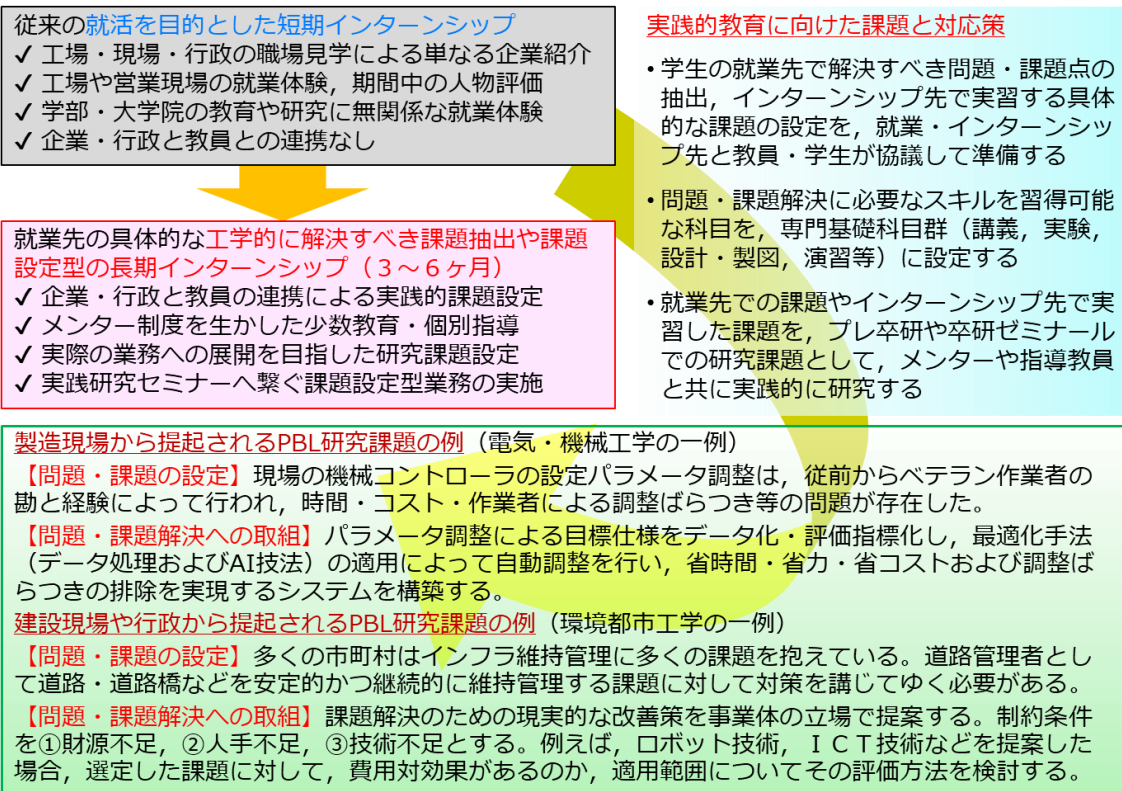 従来の就活を目的とした短期インターンシップ
✓ 工場・現場・行政の職場見学による単なる企業紹介
✓ 工場や営業現場の就業体験，期間中の人物評価
✓ 学部・大学院の教育や研究に無関係な就業体験
✓ 企業・行政と教員との連携なし
就業先の具体的な工学的に解決すべき課題抽出や課題
設定型の長期インターンシップ（３～６ヶ月）
✓ 企業・行政と教員の連携による実践的課題設定
✓ メンター制度を生かした少数教育・個別指導
✓ 実際の業務への展開を目指した研究課題設定
✓ 実践研究セミナーへ繋ぐ課題設定型業務の実施
実践的教育に向けた課題と対応策
• 学生の就業先で解決すべき問題・課題点の
抽出，インターンシップ先で実習する具体
的な課題の設定を，就業・インターンシッ
プ先と教員・学生が協議して準備する
• 問題・課題解決に必要なスキルを習得可能
な科目を，専門基礎科目群（講義，実験，
設計・製図，演習等）に設定する
• 就業先での課題やインターンシップ先で実
習した課題を，プレ卒研や卒研ゼミナール
での研究課題として，メンターや指導教員
と共に実践的に研究する
製造現場から提起されるPBL研究課題の例（電気・機械工学の一例）
【問題・課題の設定】現場の機械コントローラの設定パラメータ調整は，従前からベテラン作業者の
勘と経験によって行われ，時間・コスト・作業者による調整ばらつき等の問題が存在した。
【問題・課題解決への取組】パラメータ調整による目標仕様をデータ化・評価指標化し，最適化手法
（データ処理およびAI技法）の適用によって自動調整を行い，省時間・省力・省コストおよび調整ば
らつきの排除を実現するシステムを構築する。
建設現場や行政から提起されるPBL研究課題の例（環境都市工学の一例）
【問題・課題の設定】多くの市町村はインフラ維持管理に多くの課題を抱えている。道路管理者とし
て道路・道路橋などを安定的かつ継続的に維持管理する課題に対して対策を講じてゆく必要がある。
【問題・課題解決への取組】課題解決のための現実的な改善策を事業体の立場で提案する。制約条件
を①財源不足，②人手不足，③技術不足とする。例えば，ロボット技術，ＩＣＴ技術などを提案した
場合，選定した課題に対して，費用対効果があるのか，適用範囲についてその評価方法を検討する。